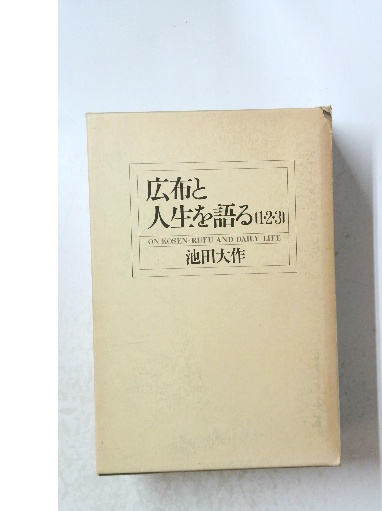 広布と
人生を語る(1・2・3)
ON KOSEN-RUFU AND DAILY LIFE
池田大作